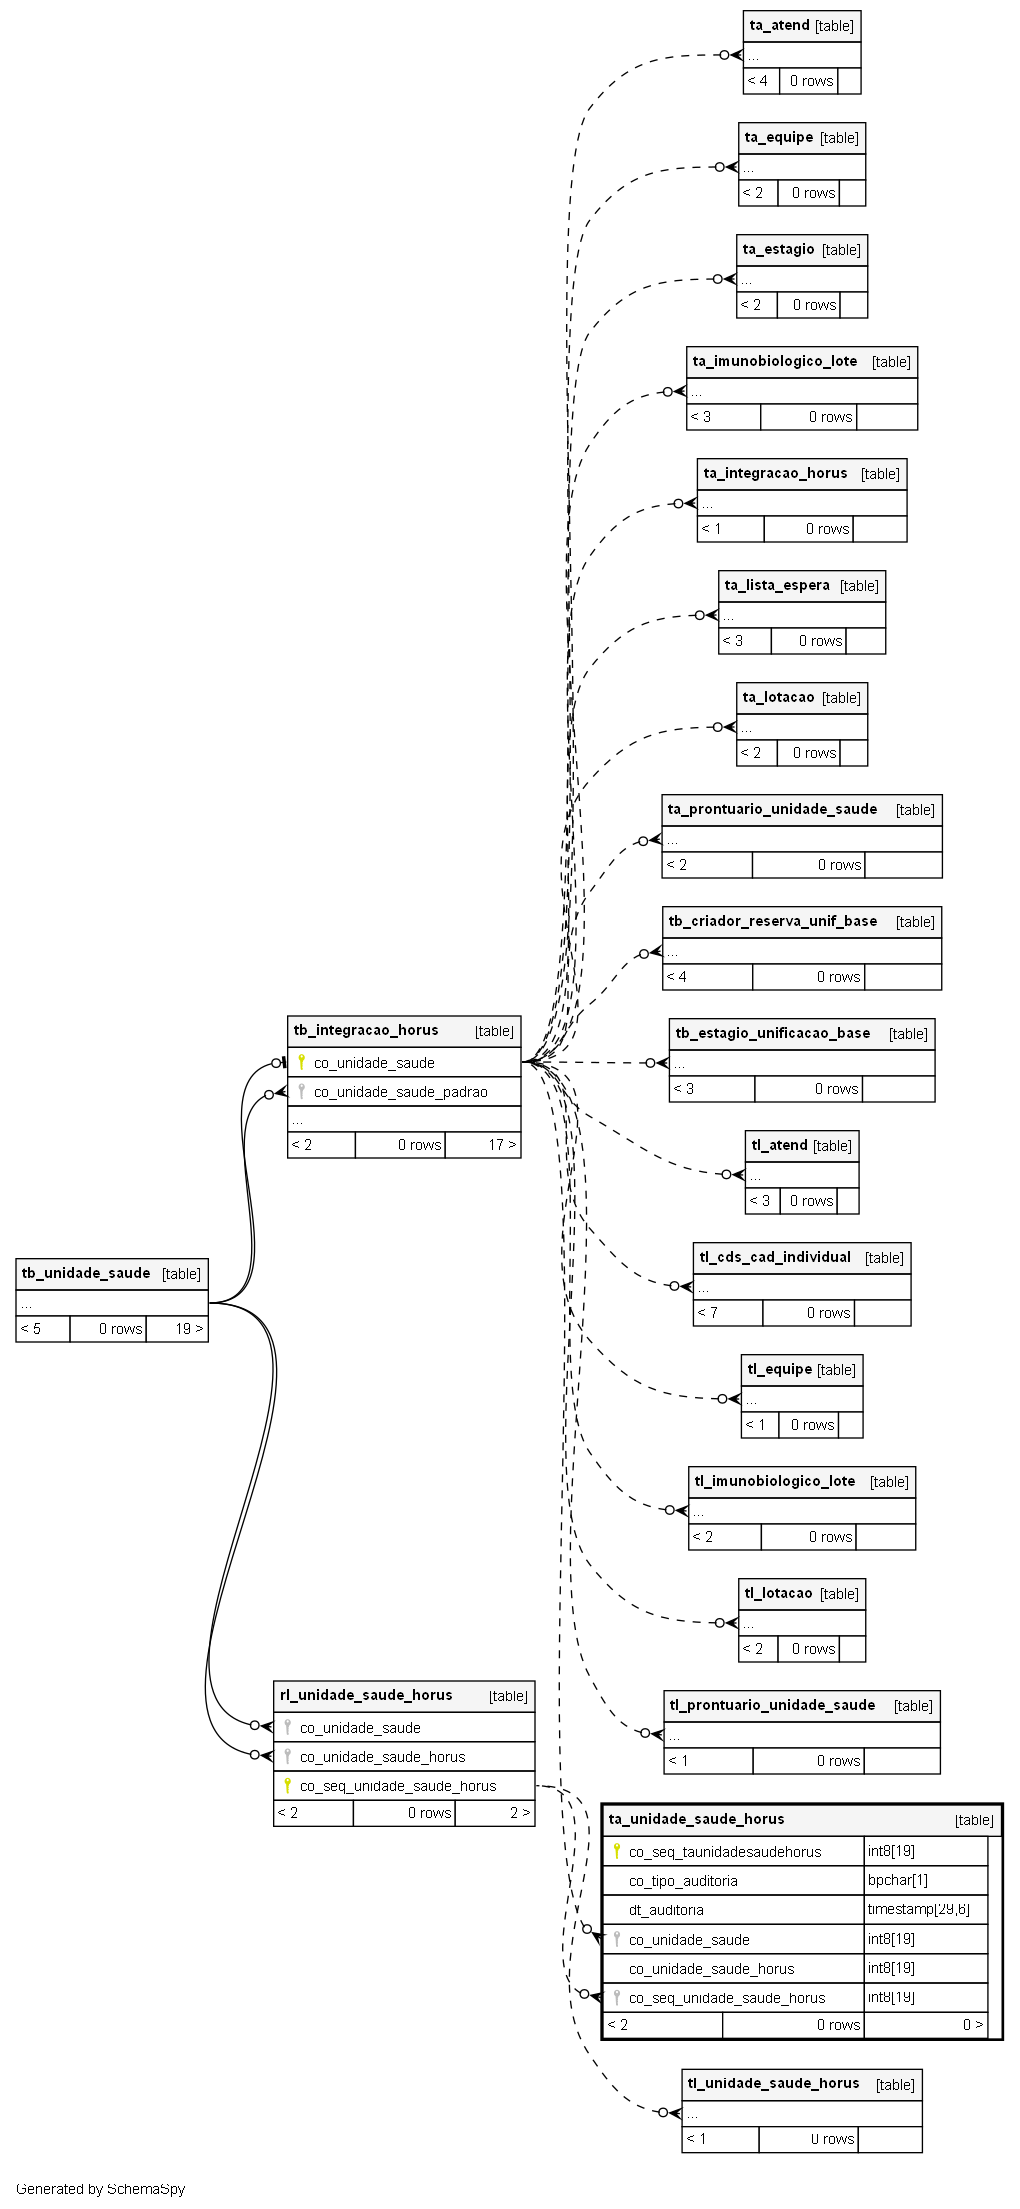 ta_atend [table]
...
< 4 0 rows
ta_equipe [table]
...
< 2 0 rows
ta_estagio [table]
...
< 2 0 rows
ta_imunobiologico_lote [table]
...
< 3 0 rows
ta_integracao_horus [table]
...
< 1 0 rows
ta_lista_espera [table]
...
< 3 0 rows
ta_lotacao [table]
...
< 2 0 rows
ta_prontuario_unidade_saude [table]
...
< 2 0 rows
tb_criador_reserva_unif_base [table]
...
< 4 0 rows
tb_integracao_horus [table]
co_unidade_saude
co_unidade_saude_padrao
...
< 2 0 rows 17 >
tb_estagio_unificacao_base [table]
...
< 3 0 rows
tl_atend [table]
...
< 3 0 rows
tb_unidade_saude [table]
...
< 5 0 rows 19 >
tl_cds_cad_individual [table]
...
< 7 0 rows
tl_equipe [table]
...
< 1 0 rows
tl_imunobiologico_lote [table]
...
< 2 0 rows
tl_lotacao [table]
...
< 2 0 rows
rl_unidade_saude_horus [table]
co_unidade_saude
co_unidade_saude_horus
co_seq_unidade_saude_horus
< 2 0 rows 2 >
tl_prontuario_unidade_saude [table]
...
< 1 0 rows
ta_unidade_saude_horus [table]
co_seq_taunidadesaudehorus int8[19]
co_tipo_auditoria bpchar[1]
dt_auditoria timestamp[29,6]
co_unidade_saude int8[19]
co_unidade_saude_horus int8[19]
co_seq_unidade_saude_horus int8[19]
< 2 0 rows 0 >
tl_unidade_saude_horus [table]
...
< 1 0 rows
Generated by SchemaSpy